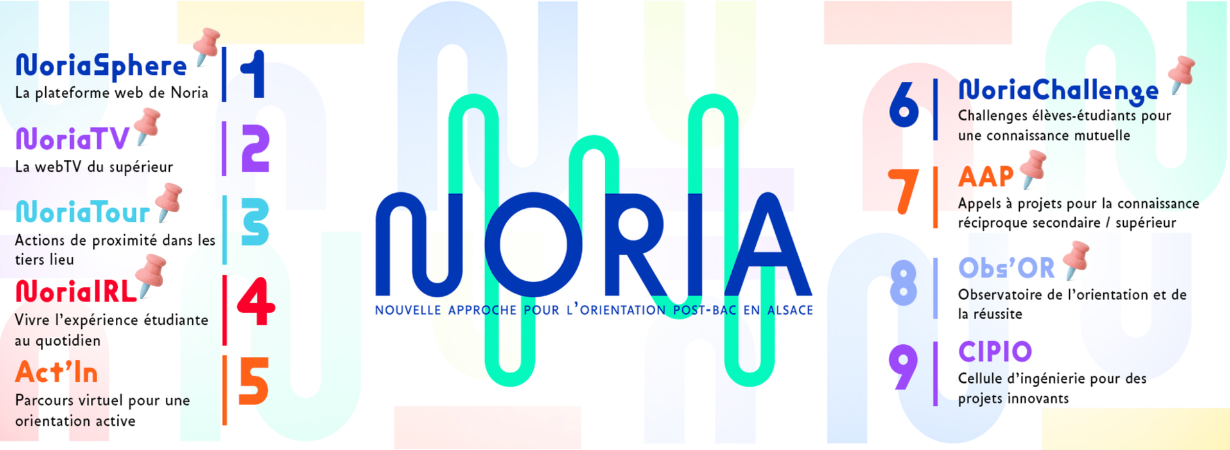 NoriaSphere
La plateforme web de Noria
1
NoriaTV
La webTV du supérieur
2
NoriaTour
Actions de proximité dans les
tiers lieu
3
NoriaIRL
Vivre l'expérience étudiante
au quotidien
4
Act'In
Parcours virtuel pour une
orientation active
5
NORIA
NOUVELLE APPROCHE POUR L'ORIENTATION POST-BAC EN ALSACE
6
NoriaChallenge
Challenges élèves-étudiants pour
une connaissance mutuelle
7
AAP
Appels à projets pour la connaissance
réciproque secondaire / supérieur
8
Obs'OR
Observatoire de l'orientation et de
la réussite
9
CIPIO
Cellule d'ingénierie pour des
projets innovants